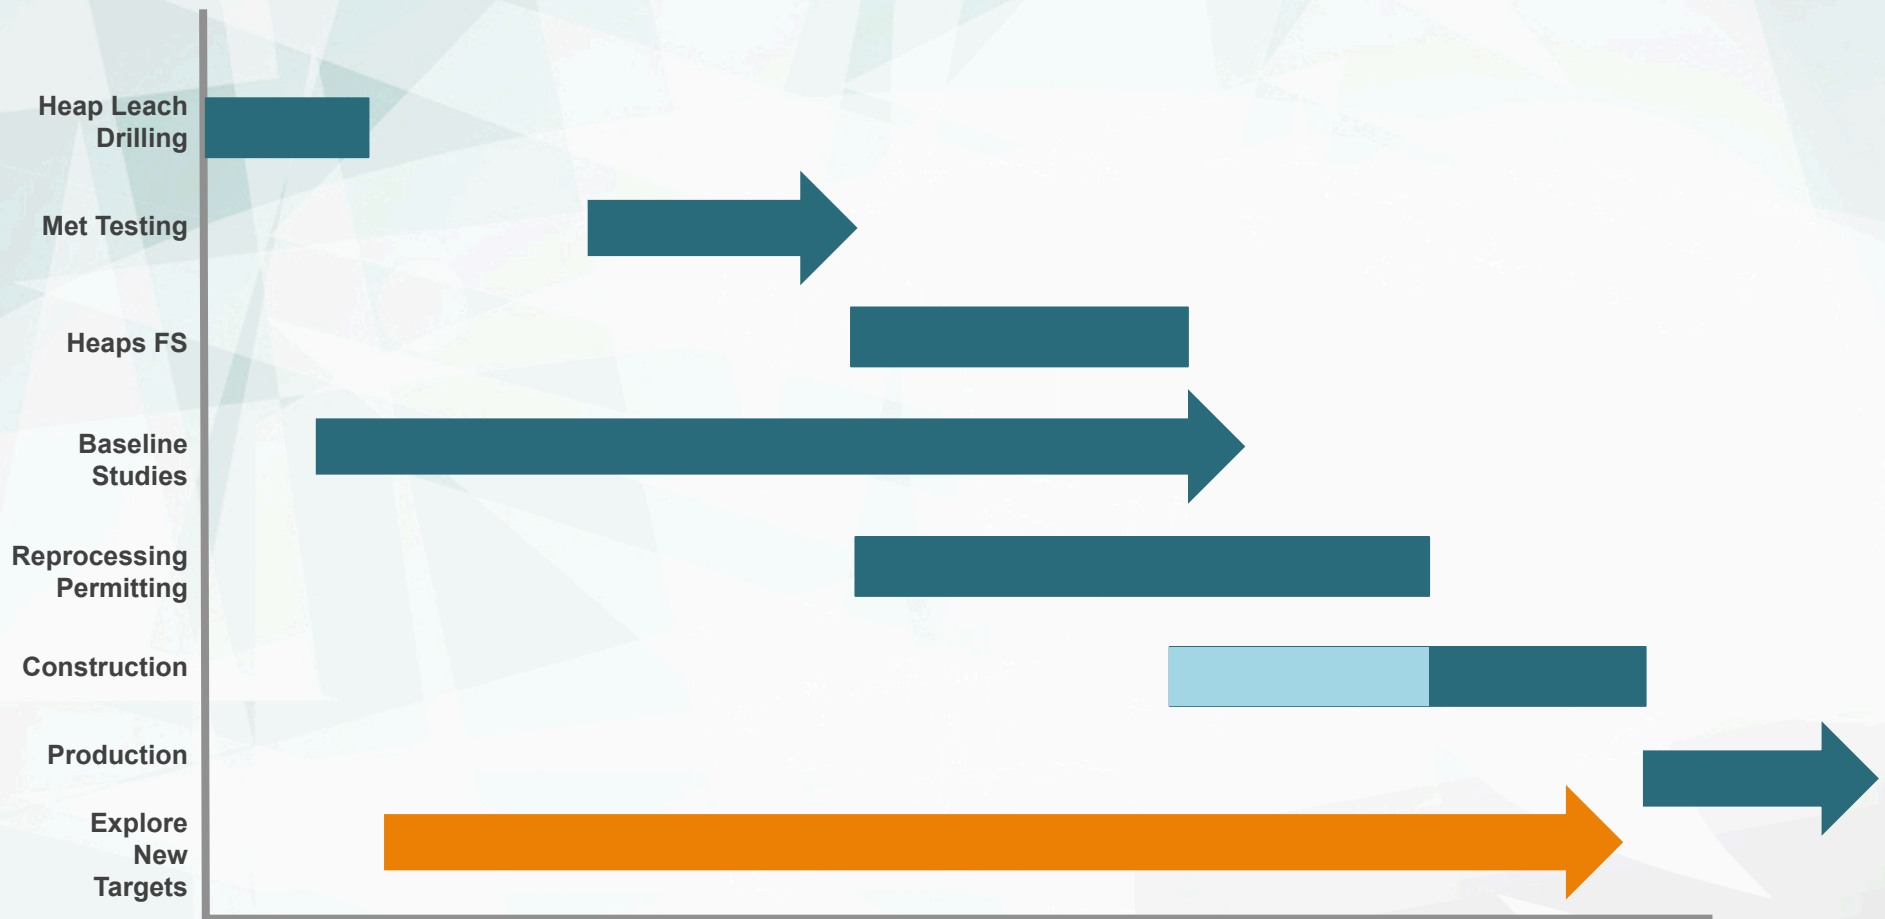 Heap Leach
Drilling
Met Testing
Heaps FS
Baseline
Studies
Reprocessing
Permitting
Construction
Production
Explore
New
Targets